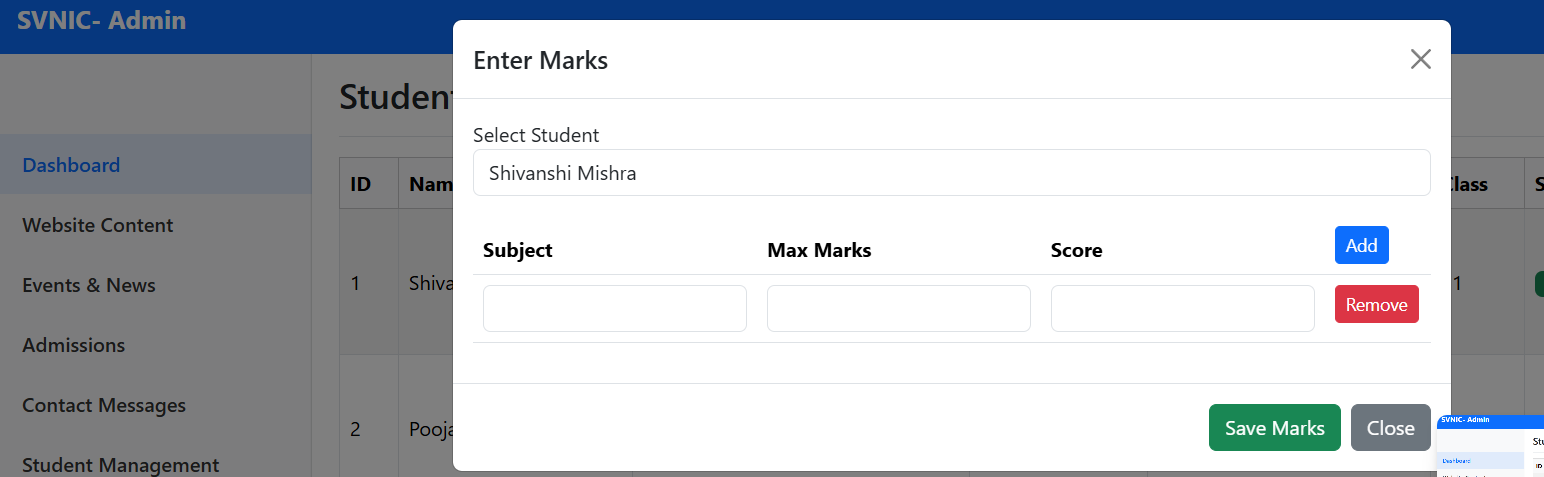 SVNIC- Admin
Enter Marks
Student
Select Student
Shivanshi Mishra
Dashboard
Website Content
Events & News
Admissions
Contact Messages
Student Management
ID
Nam
Class
S
1
Shiva
1
2
Pooja
Subject
Max Marks
Score
Add
Remove
Save Marks
Close
SVNIC- Admin
Stu
Dashboard
ID